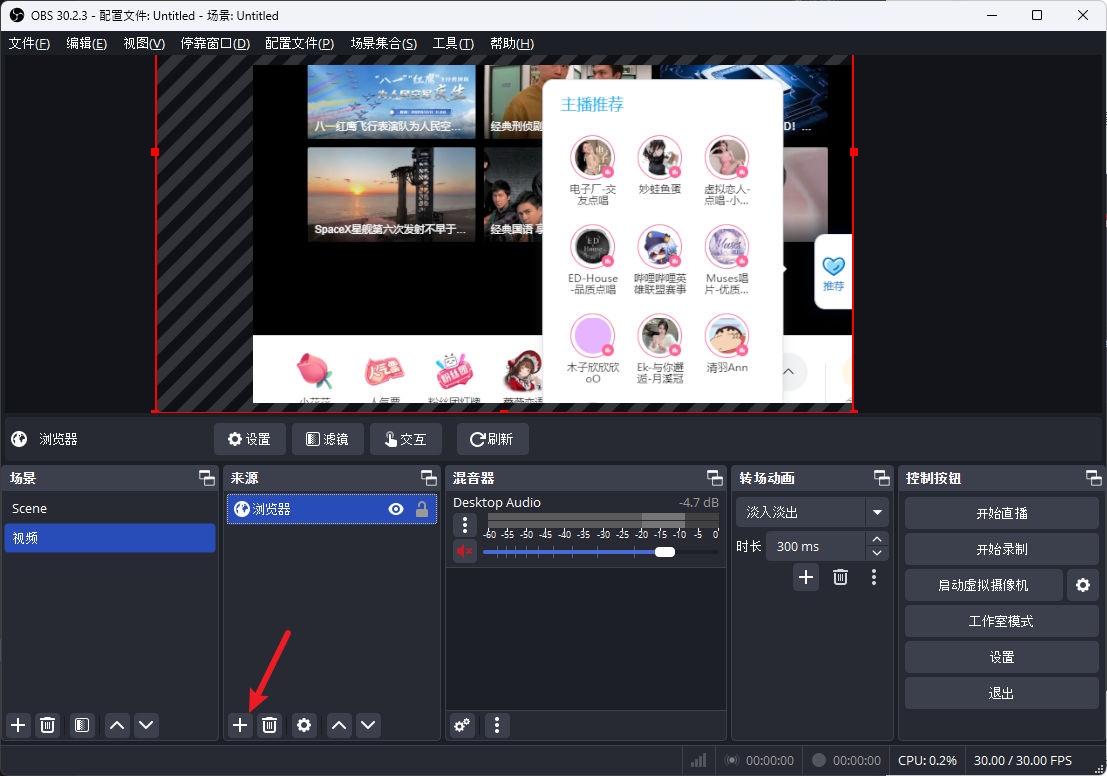 OBS 30.2.3 - 配置文件: Untitled - 场景: Untitled
文件(F) 编辑(E) 视图(V) 停靠窗口(D) 配置文件(P) 场景集合(S) 工具(T) 帮助(H)
八一红鹰飞行表演队为人民空...
经典刑侦剧
D! ...
SpaceX星舰第六次发射不早于...
经典国语
主播推荐
电子厂-交友点唱
妙蛙鱼蛋
虚拟恋人-点唱-小...
ED-House-品质点唱
哔哩哔哩英雄联盟赛事
Muses唱片-优质...
木子欣欣欣oO
Ek-与你邂逅-月溪冠
清羽Ann
推荐
小花花
人气票
粉丝团灯牌
浏览器
设置
滤镜
交互
刷新
场景
Scene
视频
来源
浏览器
混音器
Desktop Audio
-4.7 dB
-60 -55 -50 -45 -40 -35 -30 -25 -20 -15 -10 -5 0
转场动画
淡入淡出
时长 300 ms
控制按钮
开始直播
开始录制
启动虚拟摄像机
工作室模式
设置
退出
00:00:00
00:00:00
CPU: 0.2%
30.00 / 30.00 FPS